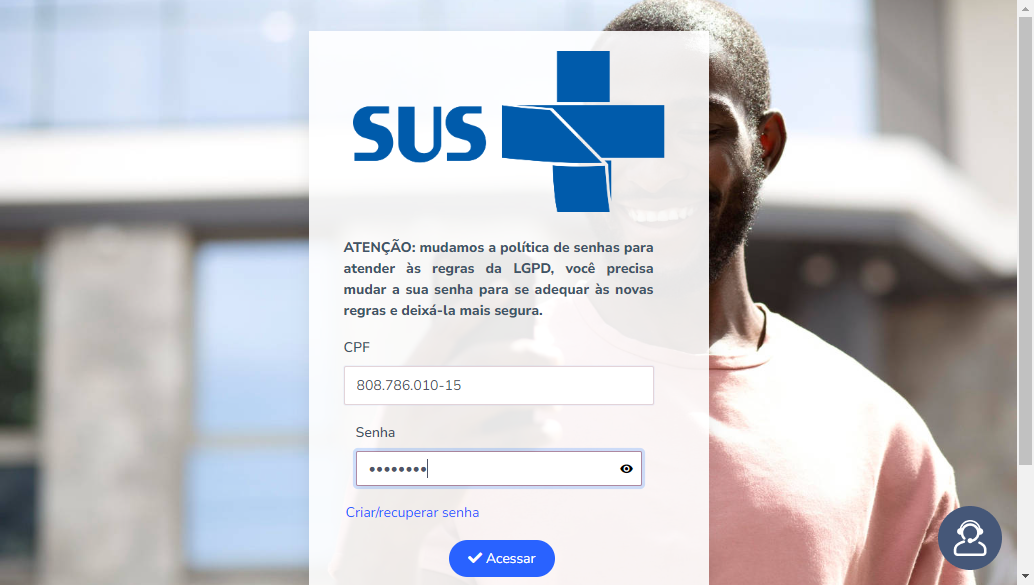 SUS
ATENÇÃO: mudamos a política de senhas para
atender às regras da LGPD, você precisa
mudar a sua senha para se adequar às novas
regras e deixá-la mais segura.
CPF
808.786.010-15
Senha
••••••••
Criar/recuperar senha
Acessar